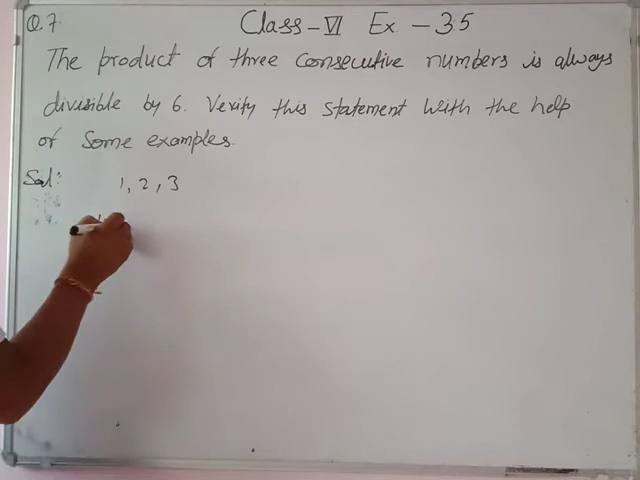 Q.7. Class - VI Ex. - 35
The product of three consecutive numbers is always
divisible by 6. Verify this statement with the help
of some examples.
Sol: 1, 2, 3